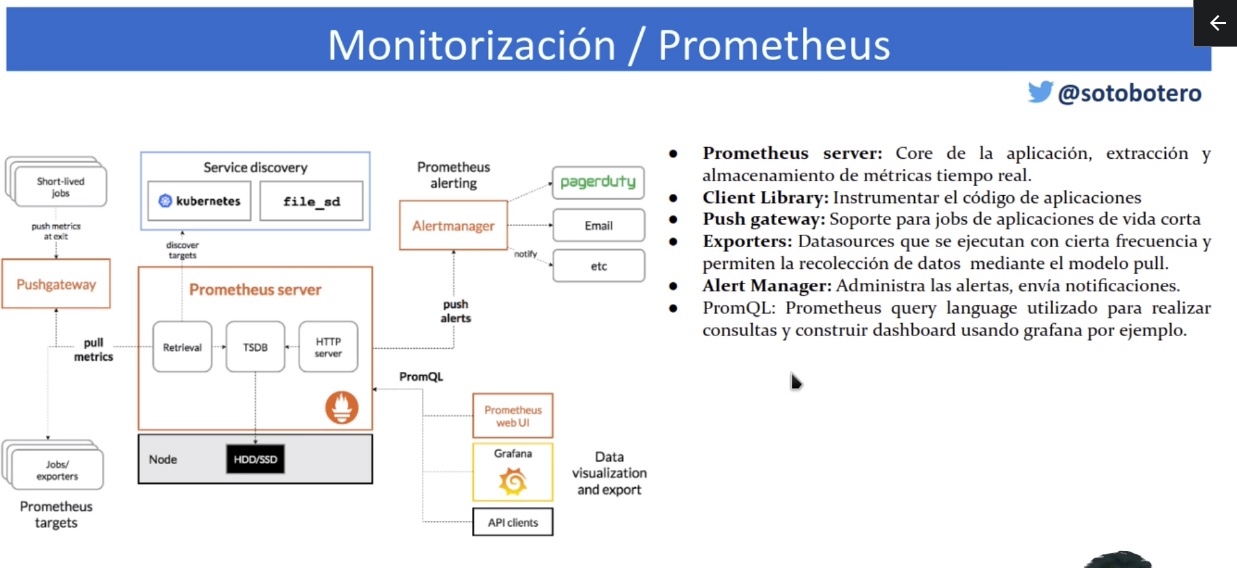 Monitorización / Prometheus
@sotobotero
Short-lived
jobs
push metrics
at exit
Pushgateway
pull
metrics
Jobs/
exporters
Prometheus
targets
Service discovery
kubernetes
file_sd
discover
targets
Prometheus server
Retrieval
TSDB
HTTP
server
Node
HDD/SSD
Prometheus
alerting
Alertmanager
pagerduty
Email
etc
notify
push
alerts
PromQL
Prometheus
web UI
Grafana
API clients
Data
visualization
and export
● Prometheus server: Core de la aplicación, extracción y
almacenamiento de métricas tiempo real.
● Client Library: Instrumentar el código de aplicaciones
● Push gateway: Soporte para jobs de aplicaciones de vida corta
● Exporters: Datasources que se ejecutan con cierta frecuencia y
permiten la recolección de datos mediante el modelo pull.
● Alert Manager: Administra las alertas, envía notificaciones.
● PromQL: Prometheus query language utilizado para realizar
consultas y construir dashboard usando grafana por ejemplo.